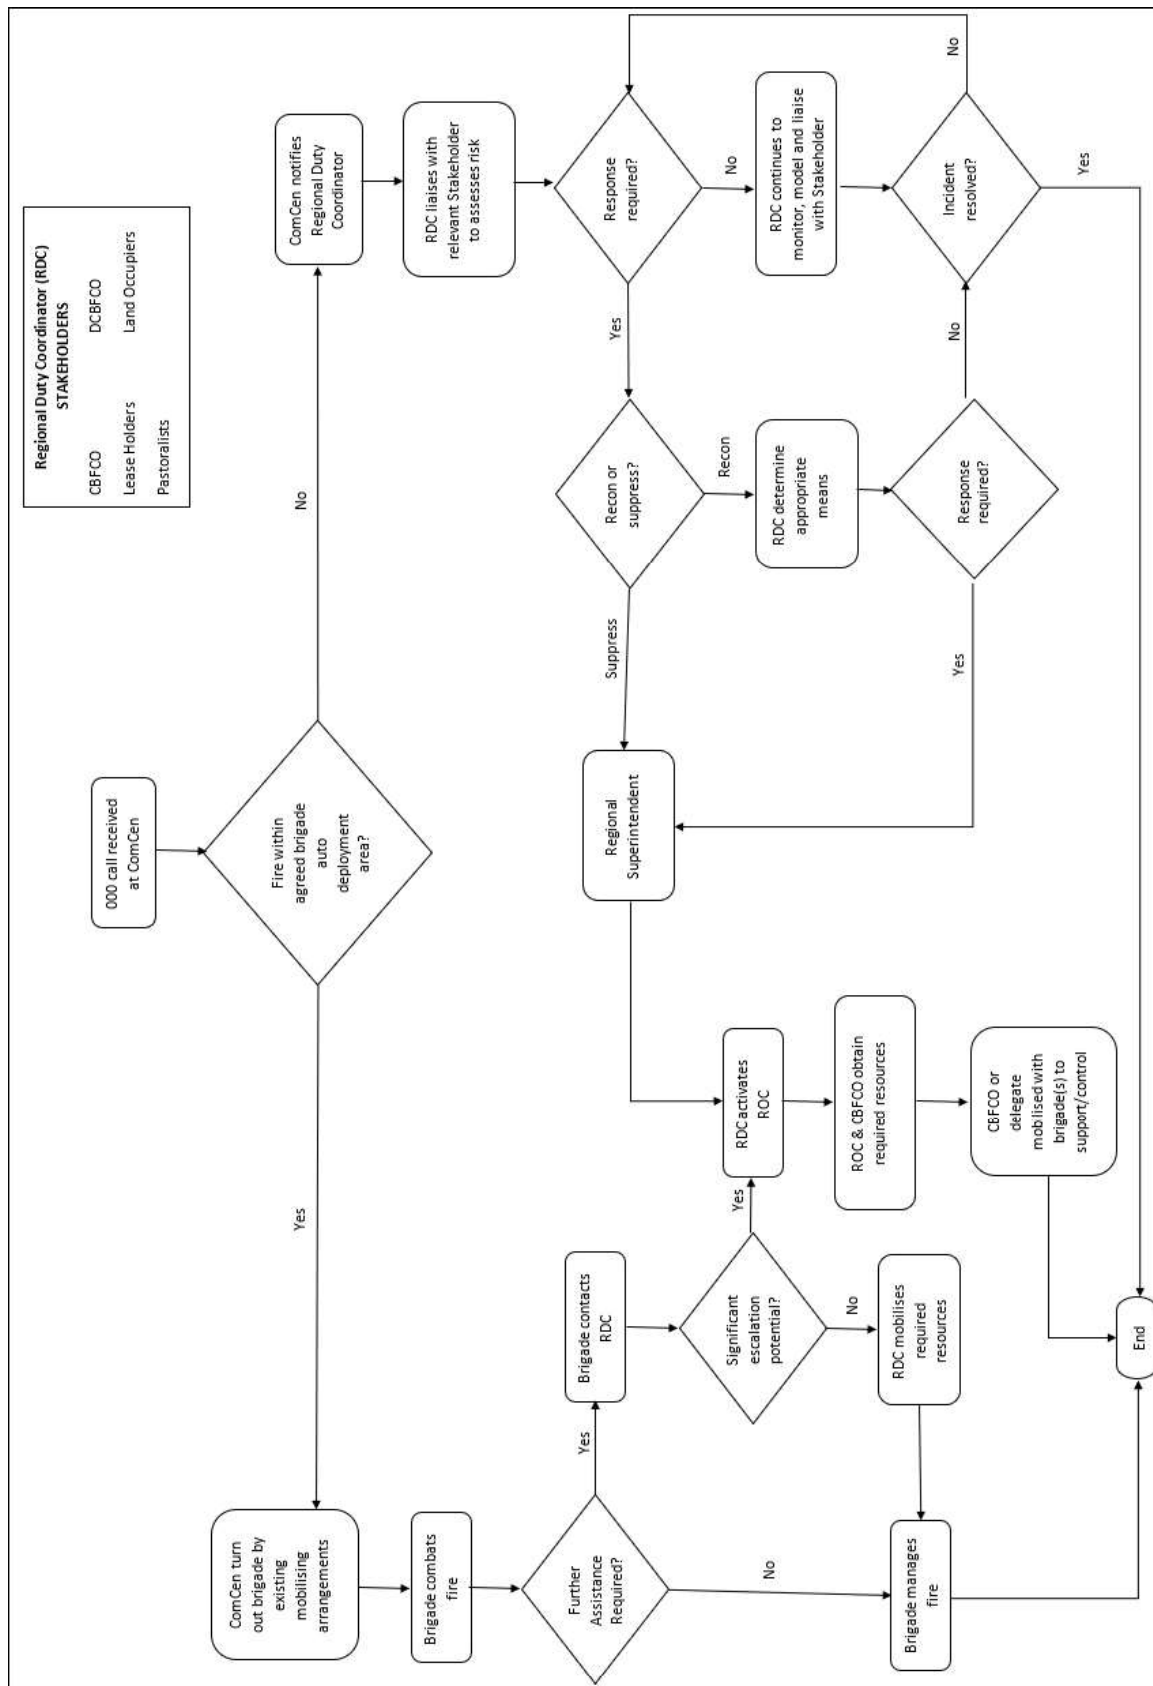 Regional Duty Coordinator (RDC)
STAKEHOLDERS
CBFCO DCBFCO
Lease Holders Land Occupiers
Pastoralists
000 call received
at ComCen
Fire within
agreed brigade
auto
deployment
area?
Yes
No
ComCen turn
out brigade by
existing
mobilising
arrangements
Brigade combats
fire
Further
Assistance
Required?
Yes
No
Brigade contacts
RDC
Significant
escalation
potential?
Yes
No
RDC mobilises
required
resources
Brigade manages
fire
RDC activates
ROC
ROC & CBFCO obtain
required resources
CBFCO or
delegate
mobilised with
brigade(s) to
support/control
End
Regional
Superintendent
Suppress
Recon or
suppress?
Recon
RDC determine
appropriate
means
Response
required?
Yes
No
ComCen notifies
Regional Duty
Coordinator
RDC liaises with
relevant Stakeholder
to assesses risk
Response
required?
Yes
No
RDC continues to
monitor, model and liaise
with Stakeholder
Incident
resolved?
No
Yes